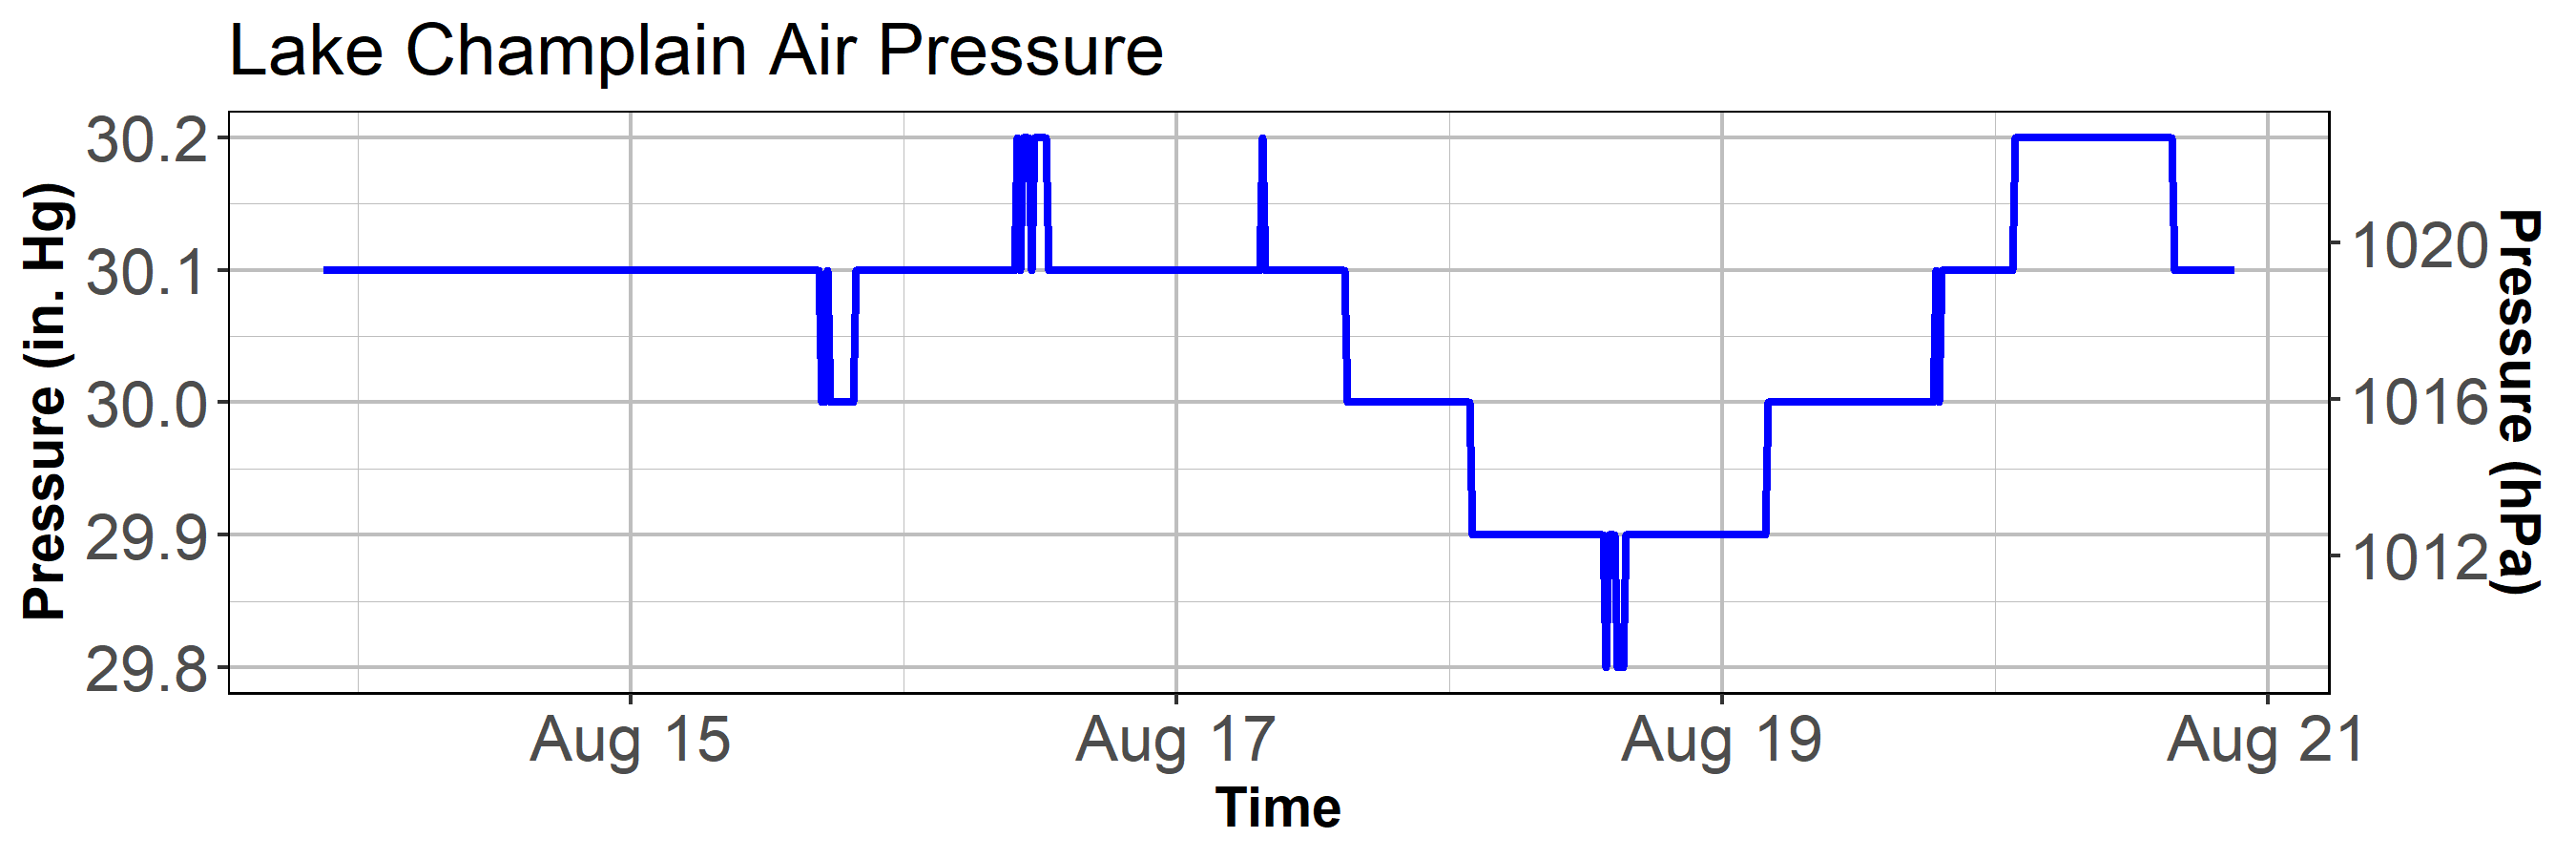 Lake Champlain Air Pressure
Pressure (in. Hg)
30.2
30.1
30.0
29.9
29.8
1020
1016
1012
Pressure (hPa)
Aug 15
Aug 17
Aug 19
Aug 21
Time